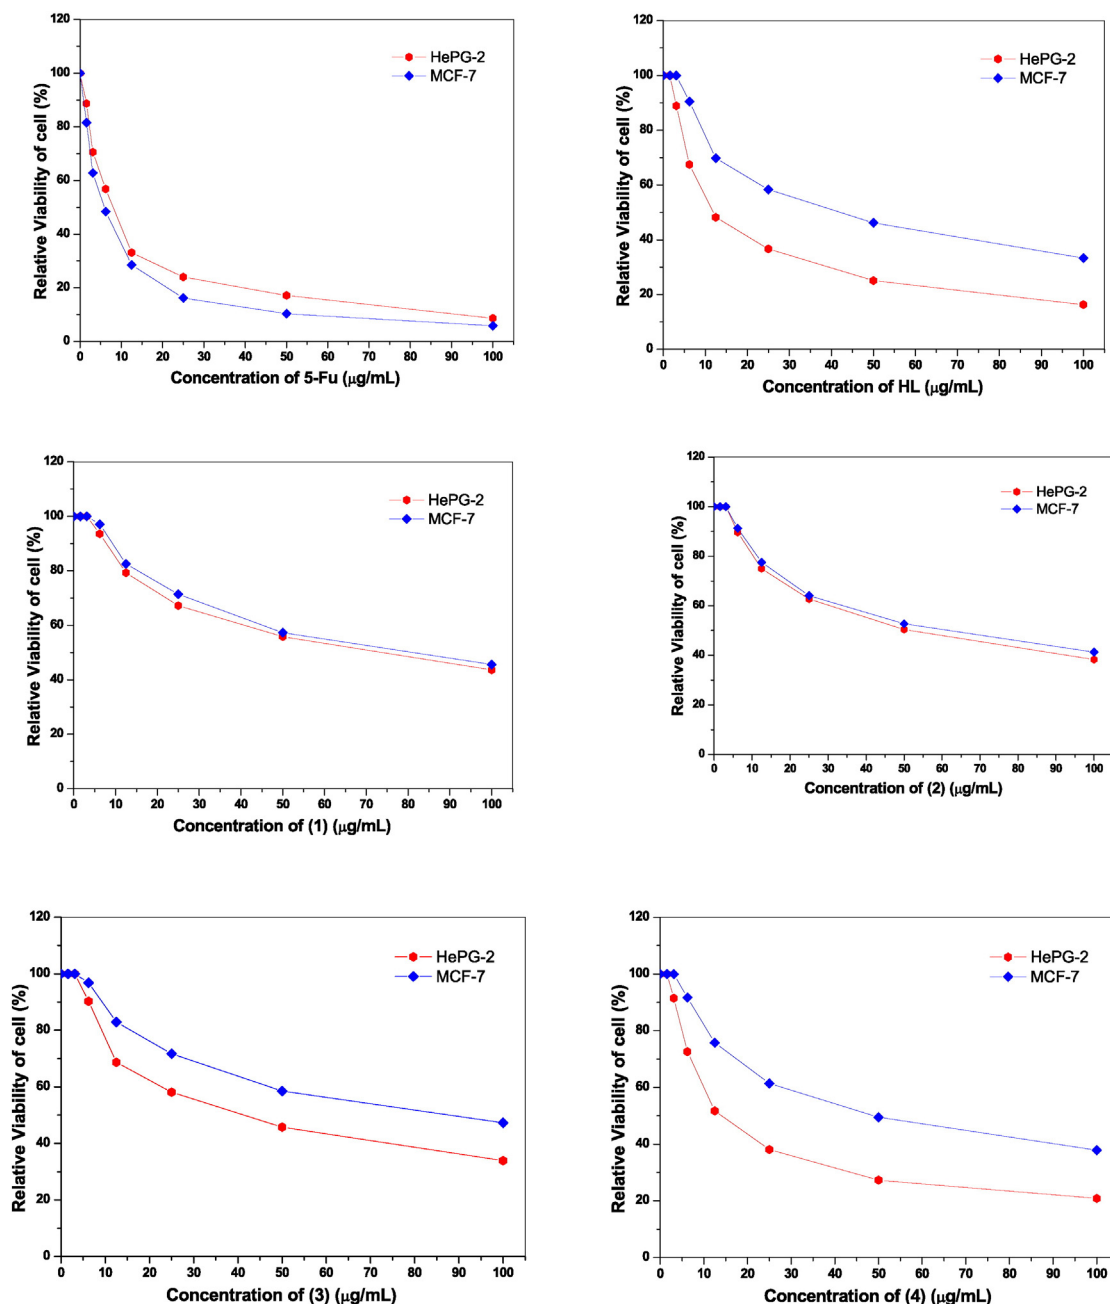 120
100
80
60
40
20
0
Relative Viability of cell (%)
HePG-2
MCF-7
0 10 20 30 40 50 60 70 80 90 100
Concentration of 5-Fu (μg/mL)
120
100
80
60
40
20
0
Relative Viability of cell (%)
HePG-2
MCF-7
0 10 20 30 40 50 60 70 80 90 100
Concentration of HL (μg/mL)
120
100
80
60
40
20
0
Relative Viability of cell (%)
HePG-2
MCF-7
0 10 20 30 40 50 60 70 80 90 100
Concentration of (1) (μg/mL)
120
100
80
60
40
20
0
Relative Viability of cell (%)
HePG-2
MCF-7
0 10 20 30 40 50 60 70 80 90 100
Concentration of (2) (μg/mL)
120
100
80
60
40
20
0
Relative Viability of cell (%)
HePG-2
MCF-7
0 10 20 30 40 50 60 70 80 90 100
Concentration of (3) (μg/mL)
120
100
80
60
40
20
0
Relative Viability of cell (%)
HePG-2
MCF-7
0 10 20 30 40 50 60 70 80 90 100
Concentration of (4) (μg/mL)